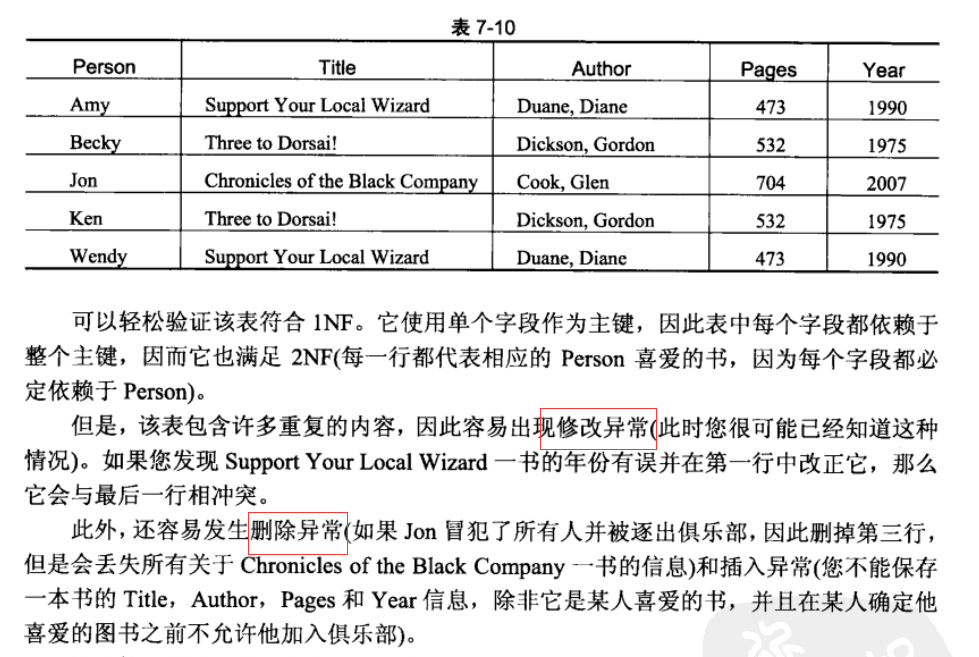 表 7-10
Person Title Author Pages Year
Amy Support Your Local Wizard Duane, Diane 473 1990
Becky Three to Dorsai! Dickson, Gordon 532 1975
Jon Chronicles of the Black Company Cook, Glen 704 2007
Ken Three to Dorsai! Dickson, Gordon 532 1975
Wendy Support Your Local Wizard Duane, Diane 473 1990
可以轻松验证该表符合 1NF。它使用单个字段作为主键，因此表中每个字段都依赖于
整个主键，因而它也满足 2NF(每一行都代表相应的 Person 喜爱的书，因为每个字段都必
定依赖于 Person)。
但是，该表包含许多重复的内容，因此容易出现修改异常(此时您很可能已经知道这种
情况)。如果您发现 Support Your Local Wizard 一书的年份有误并在第一行中改正它，那么
它会与最后一行相冲突。
此外，还容易发生删除异常(如果 Jon 冒犯了所有人并被逐出俱乐部，因此删掉第三行，
但是会丢失所有关于 Chronicles of the Black Company 一书的信息)和插入异常(您不能保存
一本书的 Title，Author，Pages 和 Year 信息，除非它是某人喜爱的书，并且在某人确定他
喜爱的图书之前不允许他加入俱乐部)。